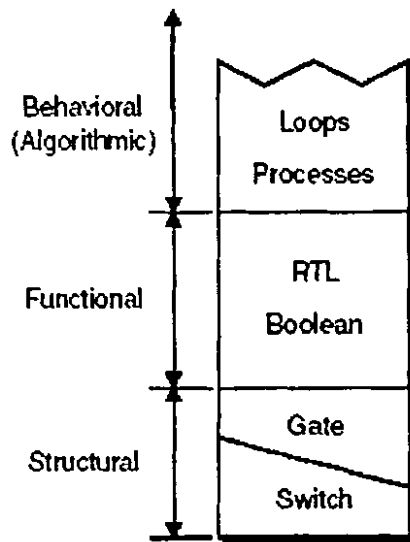 Behavioral
(Algorithmic)
Loops
Processes
Functional
RTL
Boolean
Structural
Gate
Switch